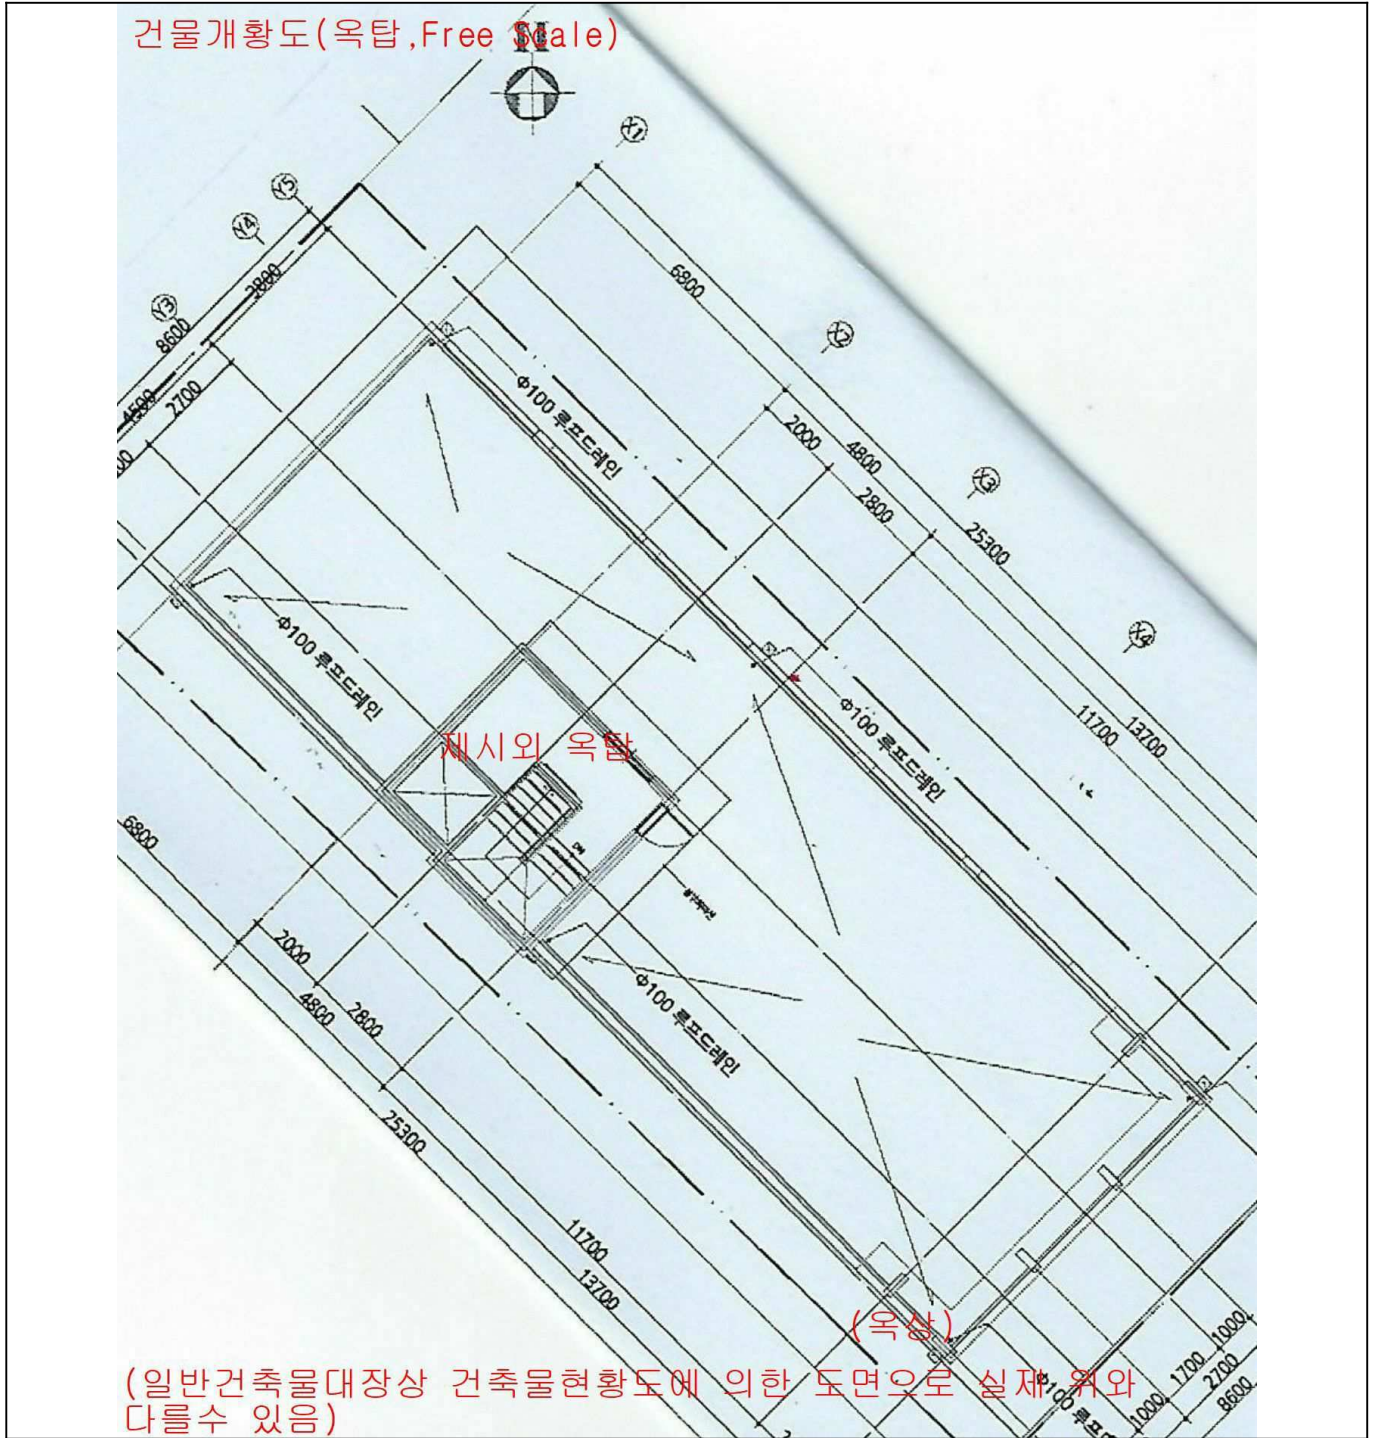 건물개황도(옥탑,Free Scale)
N
X1
Y5
Y4
Y3
3800
8600
4500
2700
6800
X2
Φ100 루프드레인
2000
4800
2800
X3
25300
X4
Φ100 루프드레인
Φ100 루프드레인
11700
13700
제시외 옥탑
6800
DN
2000
4800
2800
Φ100 루프드레인
25300
11700
13700
(옥상)
1000
1700
2700
1000
8600
(일반건축물대장상 건축물현황도에 의한 도면으로 실제 위와
다를수 있음)